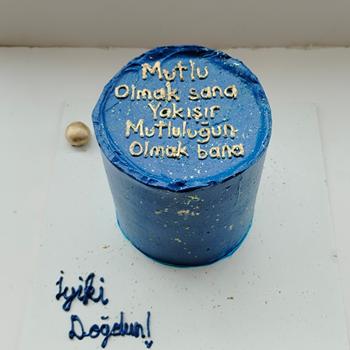 Mutlu
Olmak sana
Yakışır
Mutluluğun
Olmak bana
İyiki
Doğdun!